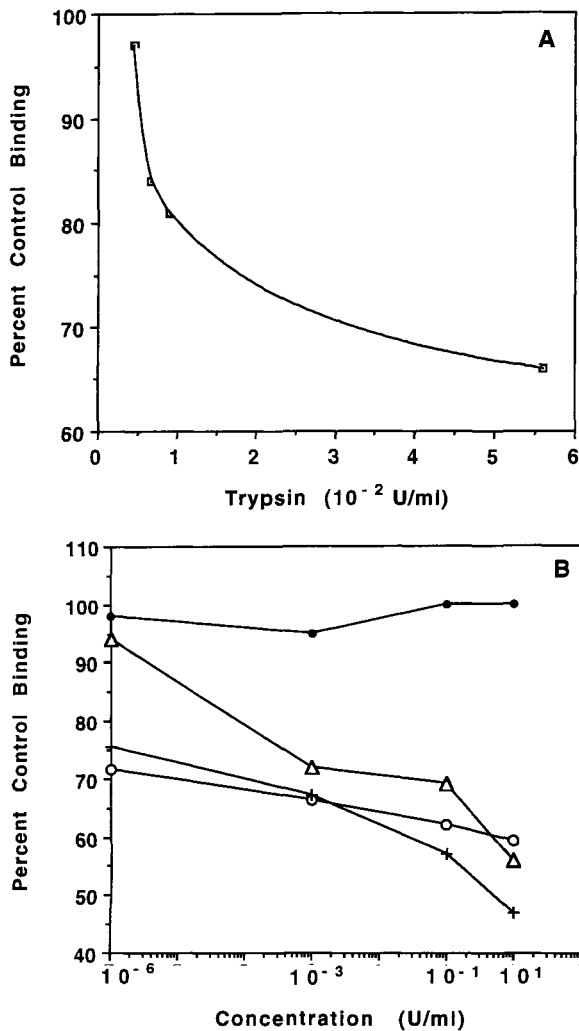 A
100
90
80
70
60
Percent Control Binding
0 1 2 3 4 5 6
Trypsin (10⁻² U/ml)
B
110
100
90
80
70
60
50
40
Percent Control Binding
10⁻⁶ 10⁻³ 10⁻¹ 10¹
Concentration (U/ml)